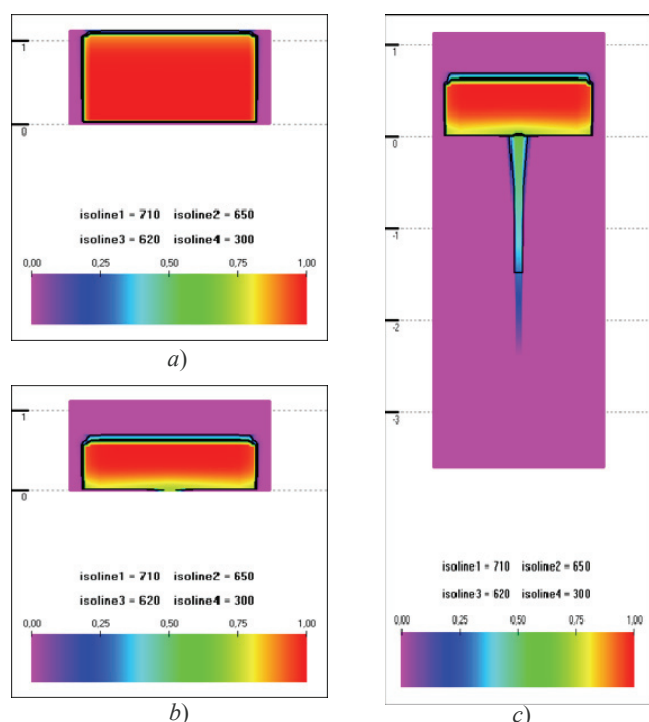 1
0
isoline1 = 710 isoline2 = 650
isoline3 = 620 isoline4 = 300
0,00 0,25 0,50 0,75 1,00
a)
1
0
isoline1 = 710 isoline2 = 650
isoline3 = 620 isoline4 = 300
0,00 0,25 0,50 0,75 1,00
b)
1
0
-1
-2
-3
isoline1 = 710 isoline2 = 650
isoline3 = 620 isoline4 = 300
0,00 0,25 0,50 0,75 1,00
c)